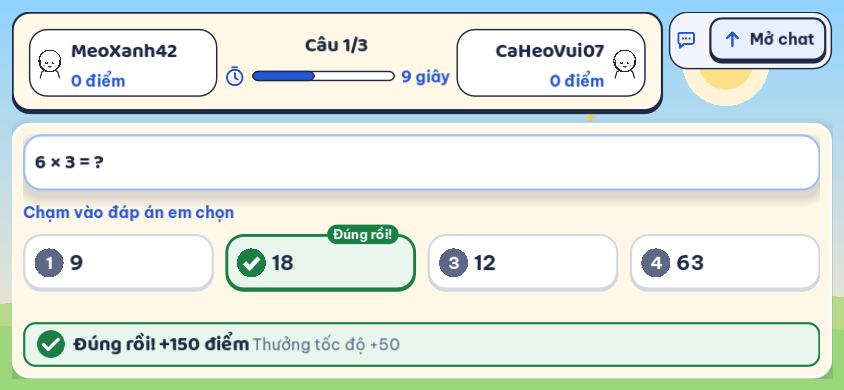 MeoXanh42
0 điểm
Câu 1/3
9 giây
CaHeoVui07
0 điểm
Mở chat
6 × 3 = ?
Chạm vào đáp án em chọn
1 9
Đúng rồi!
18
3 12
4 63
Đúng rồi! +150 điểm Thưởng tốc độ +50